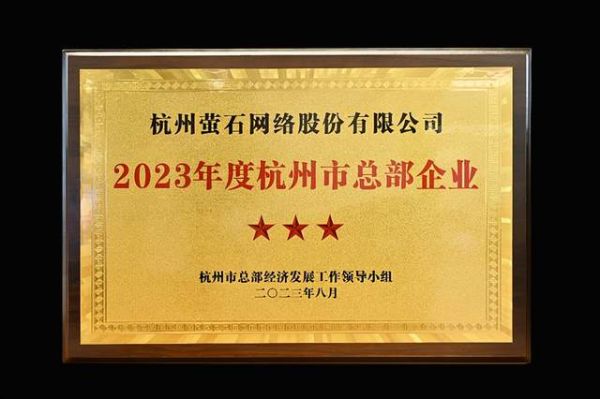 杭州萤石网络股份有限公司
2023年度杭州市总部企业
★★★
杭州市总部经济发展工作领导小组
二〇二三年八月